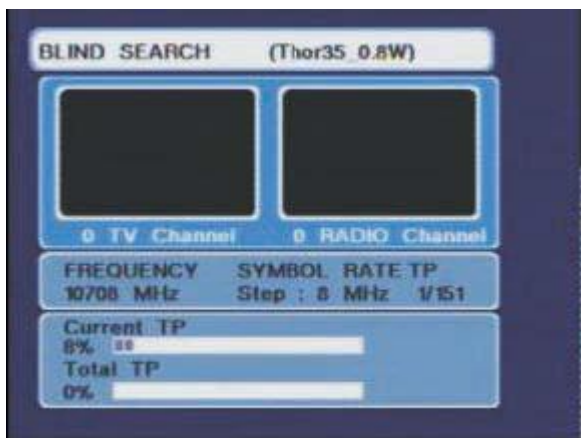 BLIND SEARCH (Thor35_0.8W)
0 TV Channel 0 RADIO Channel
FREQUENCY SYMBOL RATE TP
10708 MHz Step : 8 MHz 1/151
Current TP
8%
Total TP
0%